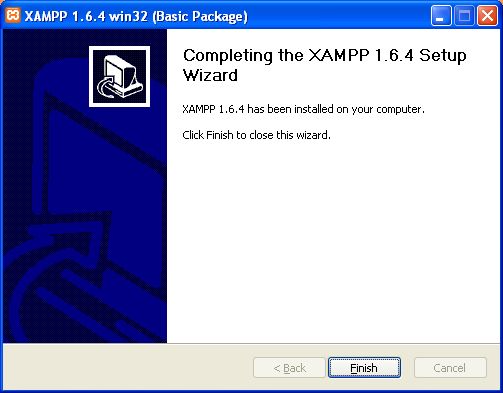 XAMPP 1.6.4 win32 (Basic Package)
Completing the XAMPP 1.6.4 Setup
Wizard
XAMPP 1.6.4 has been installed on your computer.
Click Finish to close this wizard.
< Back
Finish
Cancel